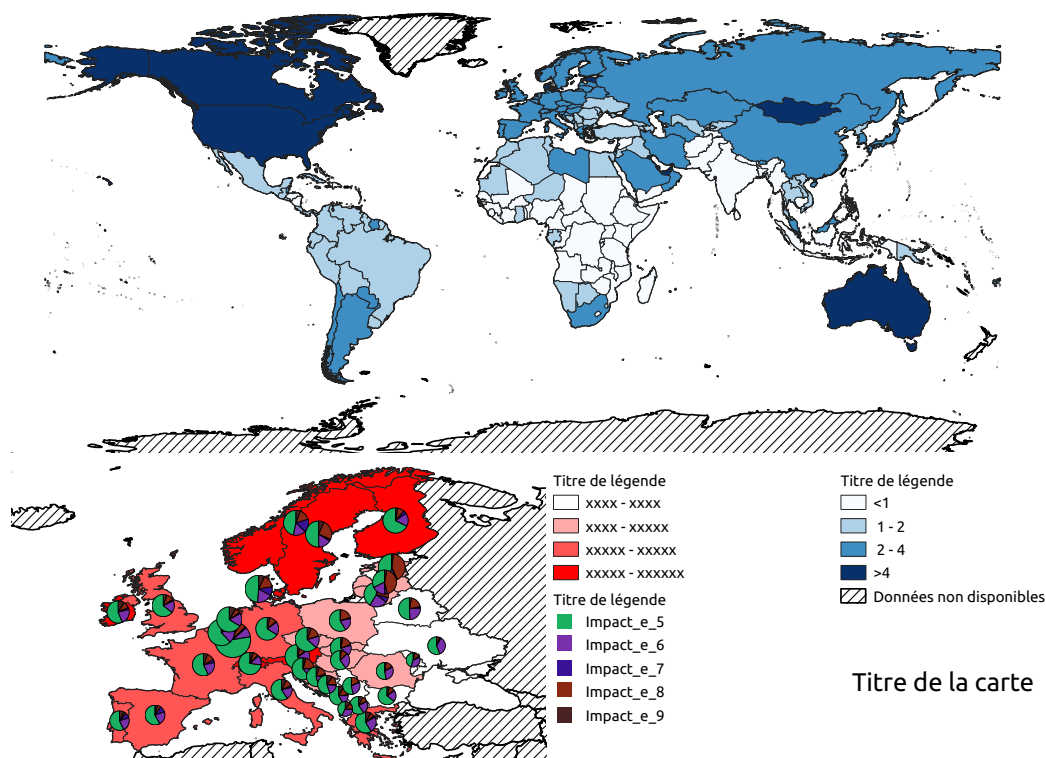 Titre de légende
xxxx - xxxx
xxxx - xxxxx
xxxxx - xxxxx
xxxxx - xxxxxx
Titre de légende
Impact_e_5
Impact_e_6
Impact_e_7
Impact_e_8
Impact_e_9
Titre de légende
<1
1 - 2
2 - 4
>4
Données non disponibles
Titre de la carte